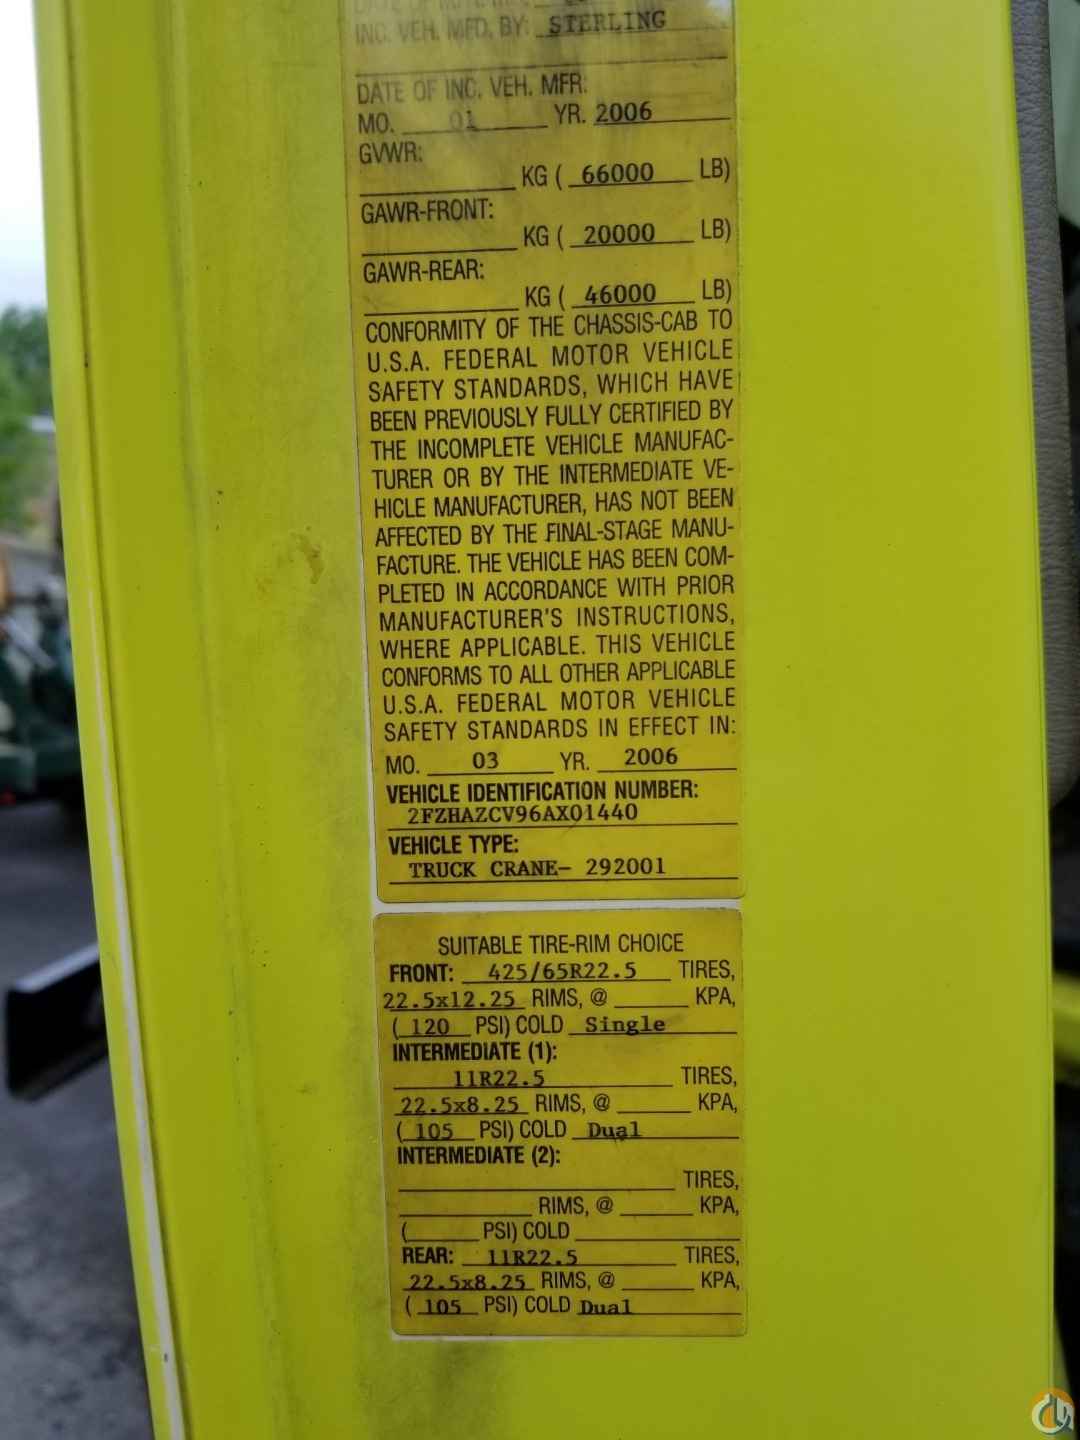 INC. VEH. MFD. BY: STERLING
DATE OF INC. VEH. MFR:
MO. 01 YR. 2006
GVWR:
KG ( 66000 LB)
GAWR-FRONT:
KG ( 20000 LB)
GAWR-REAR:
KG ( 46000 LB)
CONFORMITY OF THE CHASSIS-CAB TO
U.S.A. FEDERAL MOTOR VEHICLE
SAFETY STANDARDS, WHICH HAVE
BEEN PREVIOUSLY FULLY CERTIFIED BY
THE INCOMPLETE VEHICLE MANUFAC-
TURER OR BY THE INTERMEDIATE VE-
HICLE MANUFACTURER, HAS NOT BEEN
AFFECTED BY THE FINAL-STAGE MANU-
FACTURE. THE VEHICLE HAS BEEN COM-
PLETED IN ACCORDANCE WITH PRIOR
MANUFACTURER'S INSTRUCTIONS,
WHERE APPLICABLE. THIS VEHICLE
CONFORMS TO ALL OTHER APPLICABLE
U.S.A. FEDERAL MOTOR VEHICLE
SAFETY STANDARDS IN EFFECT IN:
MO. 03 YR. 2006
VEHICLE IDENTIFICATION NUMBER:
2FZHAZCV96AX01440
VEHICLE TYPE:
TRUCK CRANE- 292001
SUITABLE TIRE-RIM CHOICE
FRONT: 425/65R22.5 TIRES,
22.5x12.25 RIMS, @ KPA,
( 120 PSI) COLD Single
INTERMEDIATE (1):
11R22.5 TIRES,
22.5x8.25 RIMS, @ KPA,
( 105 PSI) COLD Dual
INTERMEDIATE (2):
TIRES,
RIMS, @ KPA,
( PSI) COLD
REAR: 11R22.5 TIRES,
22.5x8.25 RIMS, @ KPA,
( 105 PSI) COLD Dual